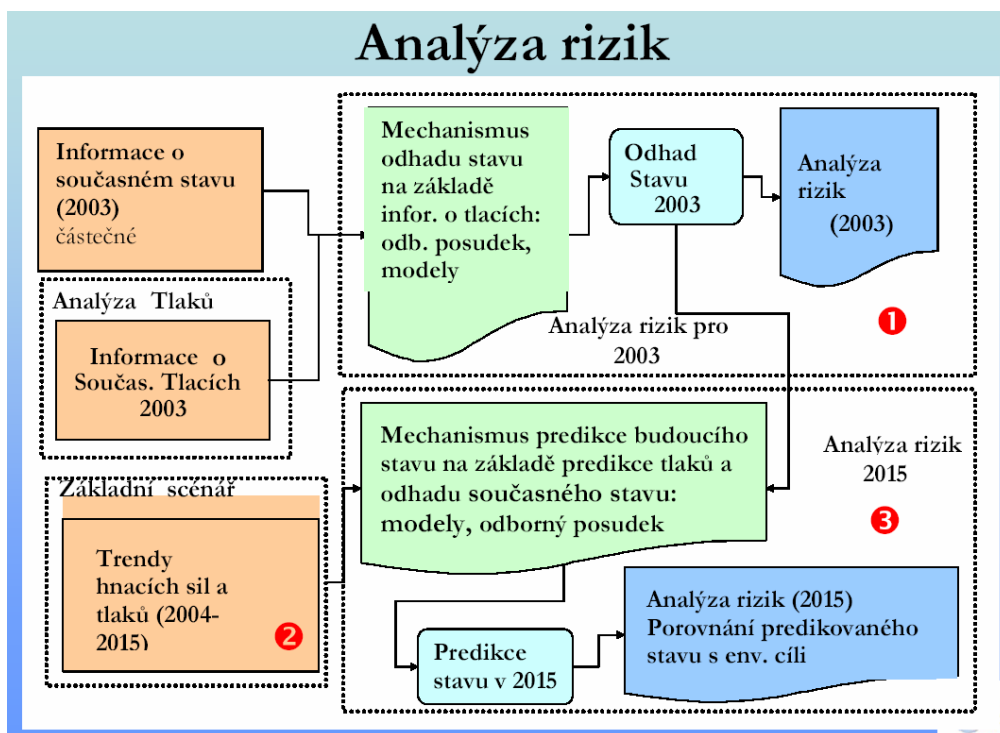 Analýza rizik
Informace o
současném stavu
(2003)
částečné
Analýza Tlaků
Informace o
Součas. Tlacích
2003
Základní scénář
Trendy
hnacích sil a
tlaků (2004-
2015)
❷
Mechanismus
odhadu stavu
na základě
infor. o tlacích:
odb. posudek,
modely
Odhad
Stavu
2003
Analýza
rizik
(2003)
❶
Analýza rizik pro
2003
Mechanismus predikce budoucího
stavu na základě predikce tlaků a
odhadu současného stavu:
modely, odborný posudek
Analýza rizik
2015
❸
Predikce
stavu v 2015
Analýza rizik (2015)
Porovnání predikovaného
stavu s env. cíli